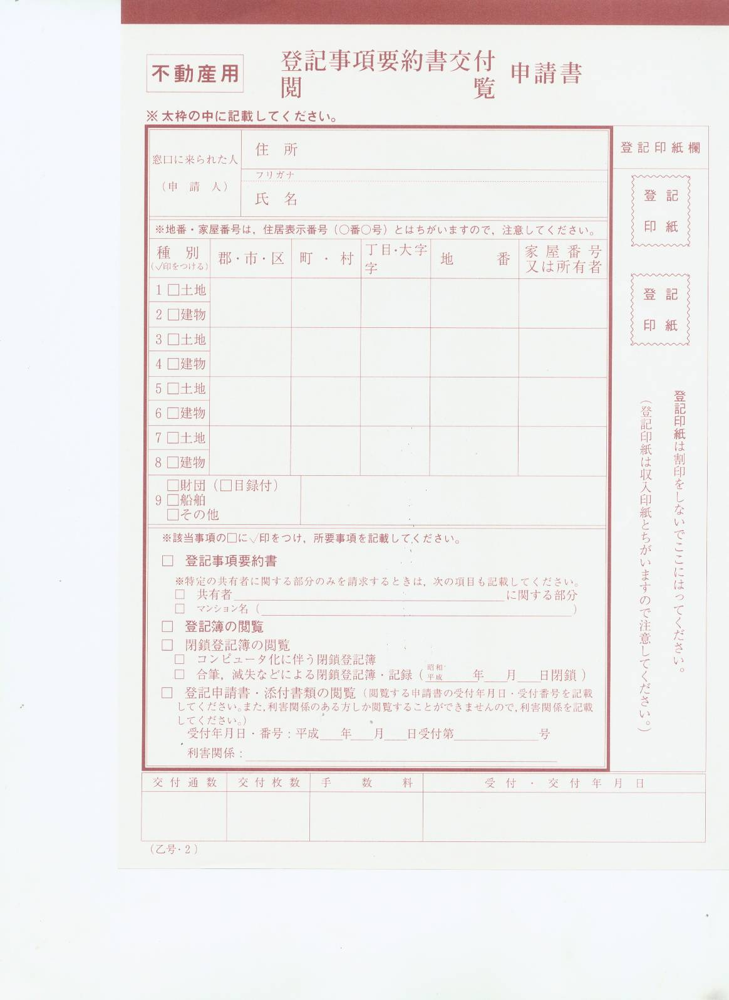 不動産用
登記事項要約書交付
閲覧
申請書
※太枠の中に記載してください。
窓口に来られた人
（申請人）
住所
フリガナ
氏名
※地番・家屋番号は，住居表示番号（○番○号）とはちがいますので，注意してください。
種別
(✓印をつける)
郡・市・区
町・村
丁目・大字
字
地番
家屋番号
又は所有者
1 □土地
2 □建物
3 □土地
4 □建物
5 □土地
6 □建物
7 □土地
8 □建物
□財団（□目録付）
9 □船舶
□その他
※該当事項の□に✓印をつけ，所要事項を記載してください。
□ 登記事項要約書
※特定の共有者に関する部分のみを請求するときは，次の項目も記載してください。
□ 共有者＿＿＿＿＿＿＿＿に関する部分
□ マンション名（＿＿＿＿＿＿＿＿）
□ 登記簿の閲覧
□ 閉鎖登記簿の閲覧
□ コンピュータ化に伴う閉鎖登記簿
□ 合筆，滅失などによる閉鎖登記簿・記録（昭和・平成＿＿年＿＿月＿＿日閉鎖）
□ 登記申請書・添付書類の閲覧（閲覧する申請書の受付年月日・受付番号を記載
してください。また，利害関係のある方しか閲覧することができませんので，利害関係を記載
してください。）
受付年月日・番号：平成＿＿年＿＿月＿＿日受付第＿＿＿＿号
利害関係：＿＿＿＿＿＿＿＿
登記印紙欄
登記
印紙
登記
印紙
登記印紙は割印をしないでここにはってください。
（登記印紙は収入印紙とちがいますので注意してください。）
交付通数
交付枚数
手数料
受付・交付年月日
（乙号・2）